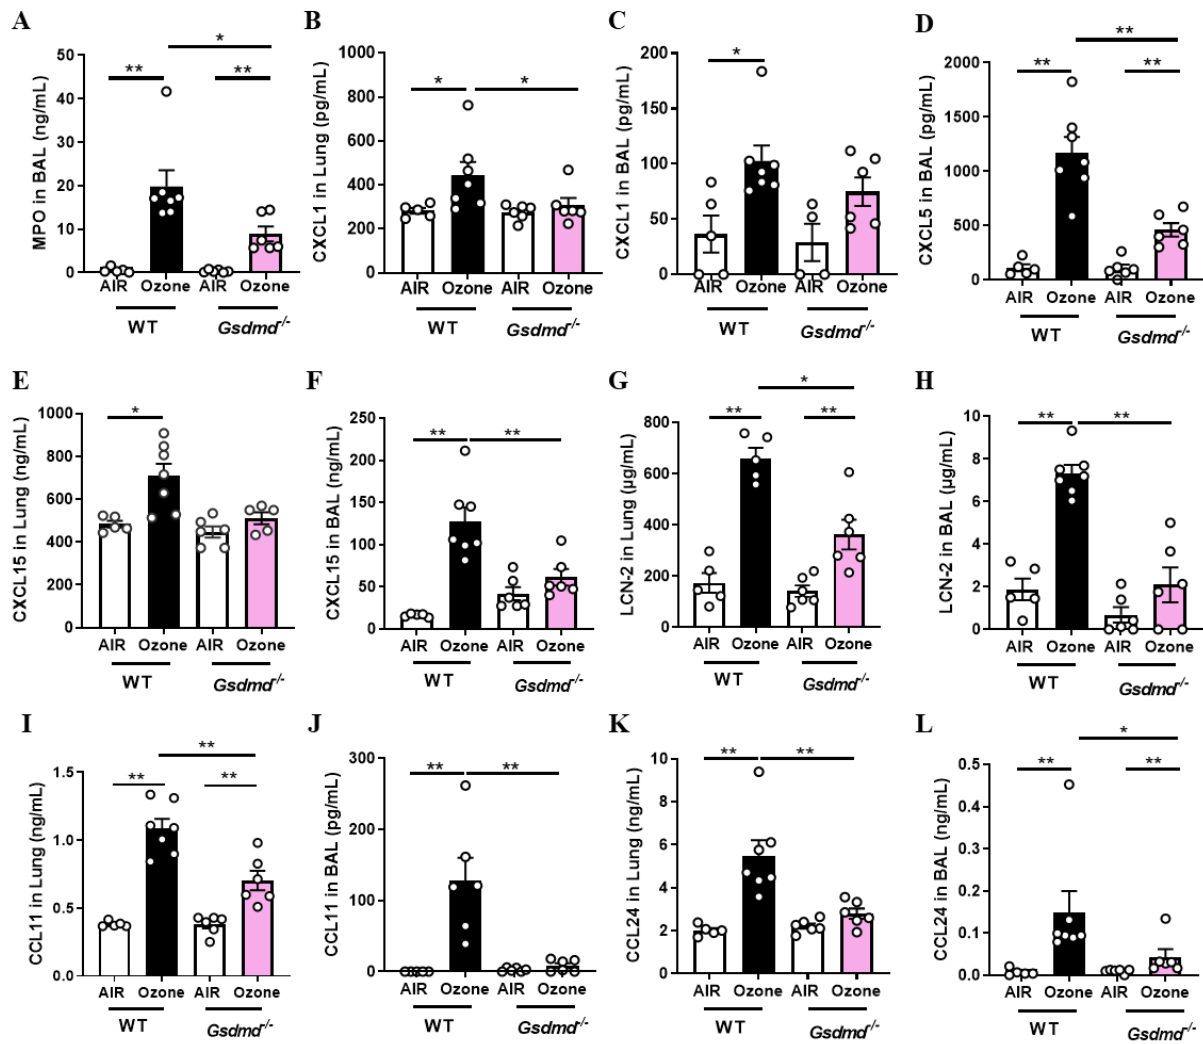 A
MPO in BAL (ng/mL)
50
40
30
20
10
0
*
**
**
AIR Ozone AIR Ozone
WT Gsdmd-/-
B
CXCL1 in Lung (pg/mL)
1000
800
600
400
200
0
*
*
AIR Ozone AIR Ozone
WT Gsdmd-/-
C
CXCL1 in BAL (pg/mL)
200
150
100
50
0
*
AIR Ozone AIR Ozone
WT Gsdmd-/-
D
CXCL5 in BAL (pg/mL)
2000
1500
1000
500
0
**
**
**
AIR Ozone AIR Ozone
WT Gsdmd-/-
E
CXCL15 in Lung (ng/mL)
1000
800
600
400
200
0
*
AIR Ozone AIR Ozone
WT Gsdmd-/-
F
CXCL15 in BAL (ng/mL)
250
200
150
100
50
0
**
**
AIR Ozone AIR Ozone
WT Gsdmd-/-
G
LCN-2 in Lung (µg/mL)
800
600
400
200
0
*
**
**
AIR Ozone AIR Ozone
WT Gsdmd-/-
H
LCN-2 in BAL (µg/mL)
10
8
6
4
2
0
**
**
AIR Ozone AIR Ozone
WT Gsdmd-/-
I
CCL11 in Lung (ng/mL)
1.5
1.0
0.5
0.0
**
**
**
AIR Ozone AIR Ozone
WT Gsdmd-/-
J
CCL11 in BAL (pg/mL)
300
200
100
0
**
**
AIR Ozone AIR Ozone
WT Gsdmd-/-
K
CCL24 in Lung (ng/mL)
10
8
6
4
2
0
**
**
AIR Ozone AIR Ozone
WT Gsdmd-/-
L
CCL24 in BAL (ng/mL)
0.5
0.4
0.3
0.2
0.1
0.0
*
**
**
AIR Ozone AIR Ozone
WT Gsdmd-/-